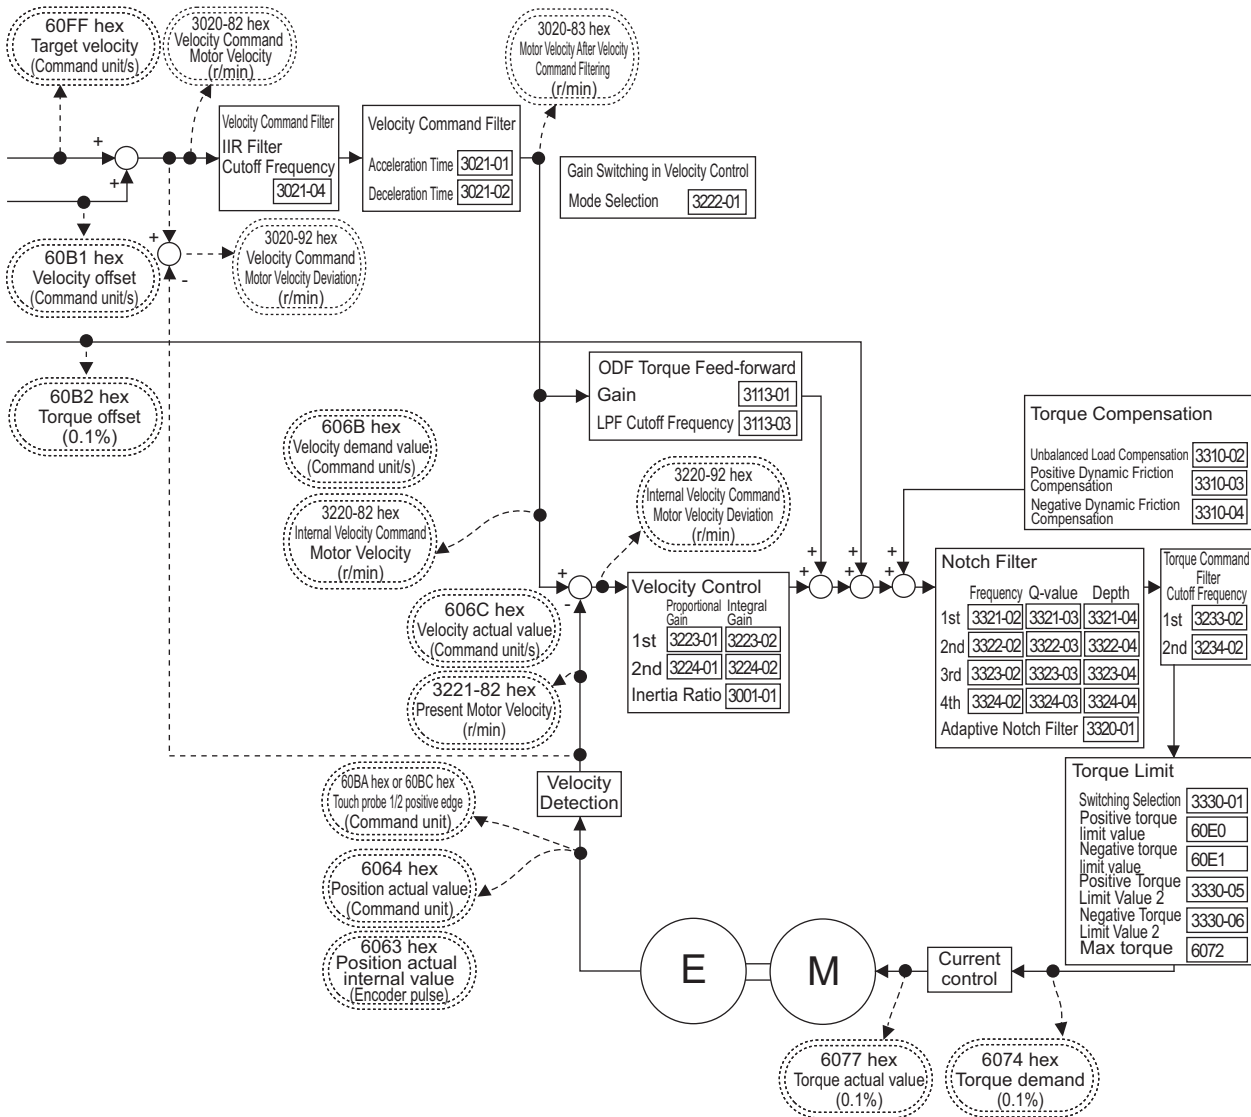 60FF hex
Target velocity
(Command unit/s)
3020-82 hex
Velocity Command
Motor Velocity
(r/min)
3020-83 hex
Motor Velocity After Velocity
Command Filtering
(r/min)
+
+
Velocity Command Filter
IIR Filter
Cutoff Frequency
3021-04
Velocity Command Filter
Acceleration Time 3021-01
Deceleration Time 3021-02
Gain Switching in Velocity Control
Mode Selection 3222-01
60B1 hex
Velocity offset
(Command unit/s)
+
-
3020-92 hex
Velocity Command
Motor Velocity Deviation
(r/min)
60B2 hex
Torque offset
(0.1%)
ODF Torque Feed-forward
Gain 3113-01
LPF Cutoff Frequency 3113-03
606B hex
Velocity demand value
(Command unit/s)
3220-82 hex
Internal Velocity Command
Motor Velocity
(r/min)
3220-92 hex
Internal Velocity Command
Motor Velocity Deviation
(r/min)
Torque Compensation
Unbalanced Load Compensation 3310-02
Positive Dynamic Friction
Compensation 3310-03
Negative Dynamic Friction
Compensation 3310-04
+
-
606C hex
Velocity actual value
(Command unit/s)
3221-82 hex
Present Motor Velocity
(r/min)
Velocity Control
Proportional Gain Integral Gain
1st 3223-01 3223-02
2nd 3224-01 3224-02
Inertia Ratio 3001-01
+
+
+
+
+
+
Notch Filter
Frequency Q-value Depth
1st 3321-02 3321-03 3321-04
2nd 3322-02 3322-03 3322-04
3rd 3323-02 3323-03 3323-04
4th 3324-02 3324-03 3324-04
Adaptive Notch Filter 3320-01
Torque Command
Filter
Cutoff Frequency
1st 3233-02
2nd 3234-02
60BA hex or 60BC hex
Touch probe 1/2 positive edge
(Command unit)
Velocity
Detection
6064 hex
Position actual value
(Command unit)
6063 hex
Position actual
internal value
(Encoder pulse)
Torque Limit
Switching Selection 3330-01
Positive torque
limit value 60E0
Negative torque
limit value 60E1
Positive Torque
Limit Value 2 3330-05
Negative Torque
Limit Value 2 3330-06
Max torque 6072
E
M
Current
control
6077 hex
Torque actual value
(0.1%)
6074 hex
Torque demand
(0.1%)